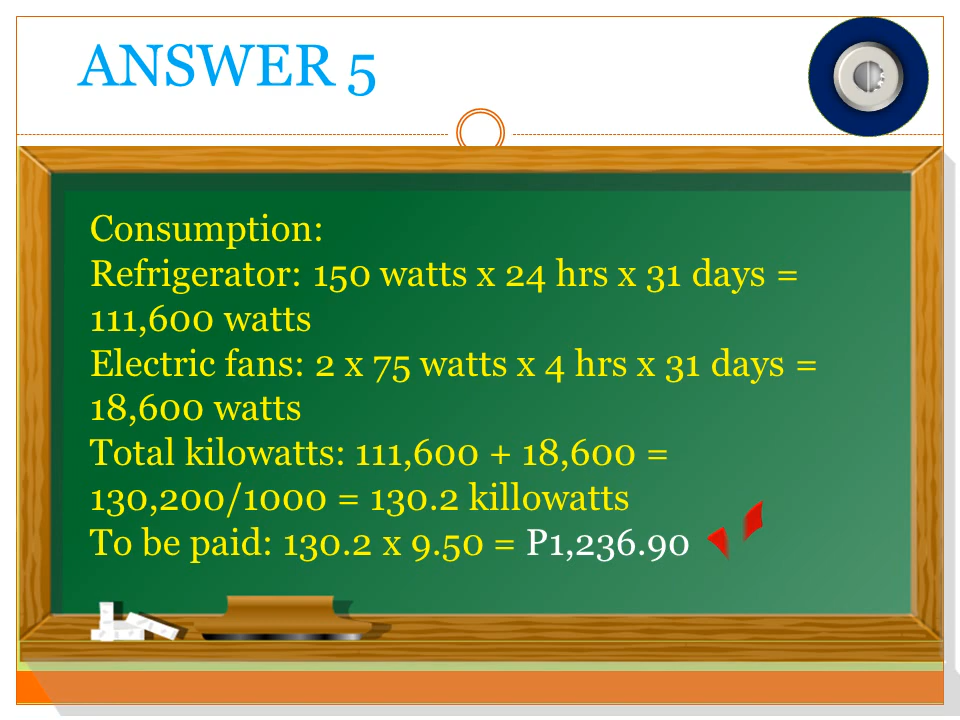 ANSWER 5
Consumption:
Refrigerator: 150 watts x 24 hrs x 31 days =
111,600 watts
Electric fans: 2 x 75 watts x 4 hrs x 31 days =
18,600 watts
Total kilowatts: 111,600 + 18,600 =
130,200/1000 = 130.2 killowatts
To be paid: 130.2 x 9.50 = P1,236.90